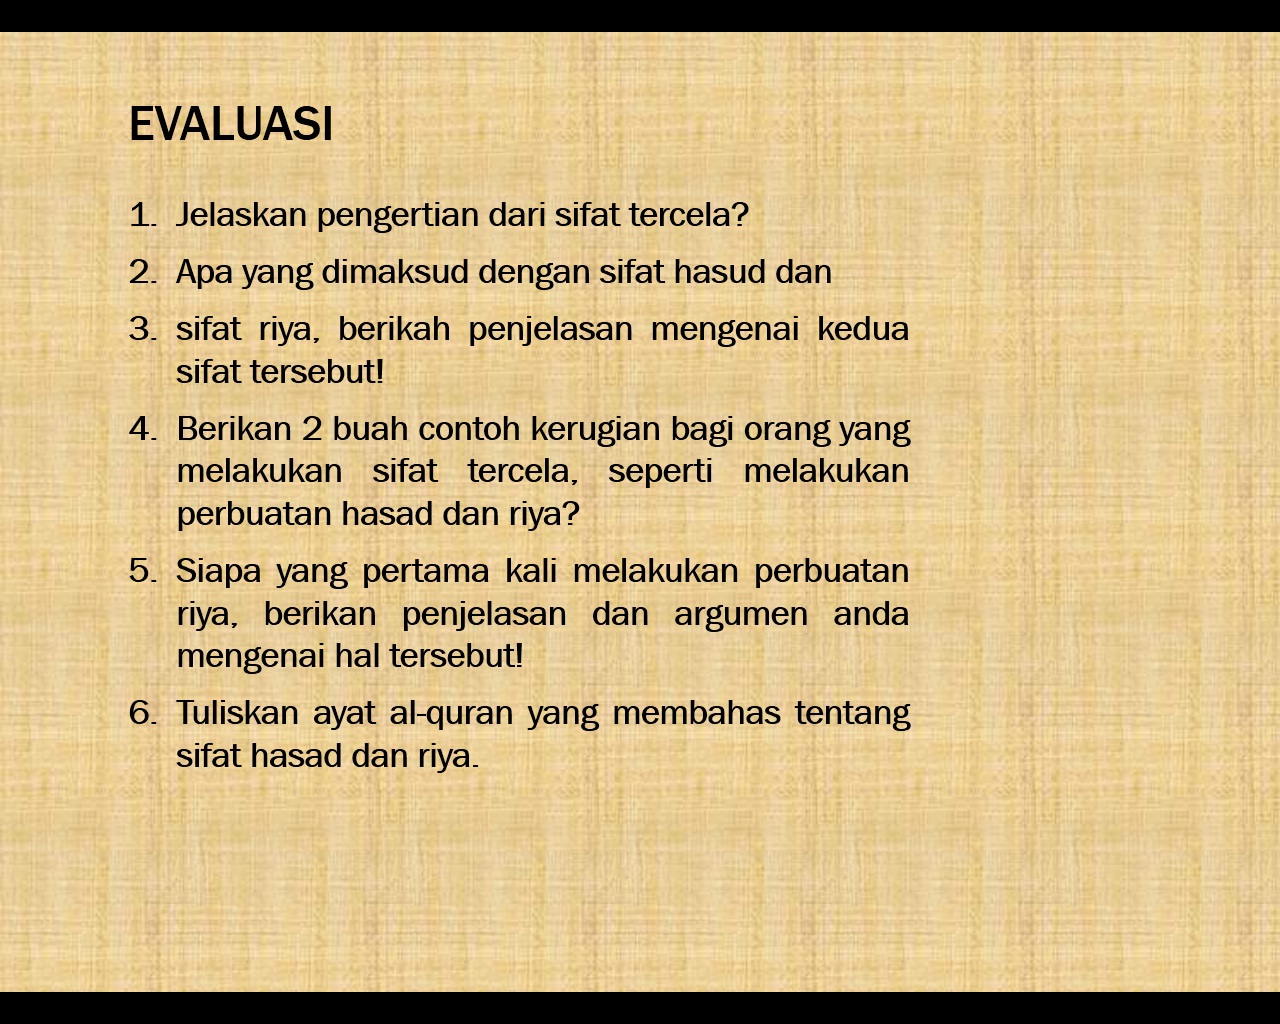 EVALUASI
1. Jelaskan pengertian dari sifat tercela?
2. Apa yang dimaksud dengan sifat hasud dan
3. sifat riya, berikah penjelasan mengenai kedua
sifat tersebut!
4. Berikan 2 buah contoh kerugian bagi orang yang
melakukan sifat tercela, seperti melakukan
perbuatan hasad dan riya?
5. Siapa yang pertama kali melakukan perbuatan
riya, berikan penjelasan dan argumen anda
mengenai hal tersebut!
6. Tuliskan ayat al-quran yang membahas tentang
sifat hasad dan riya.